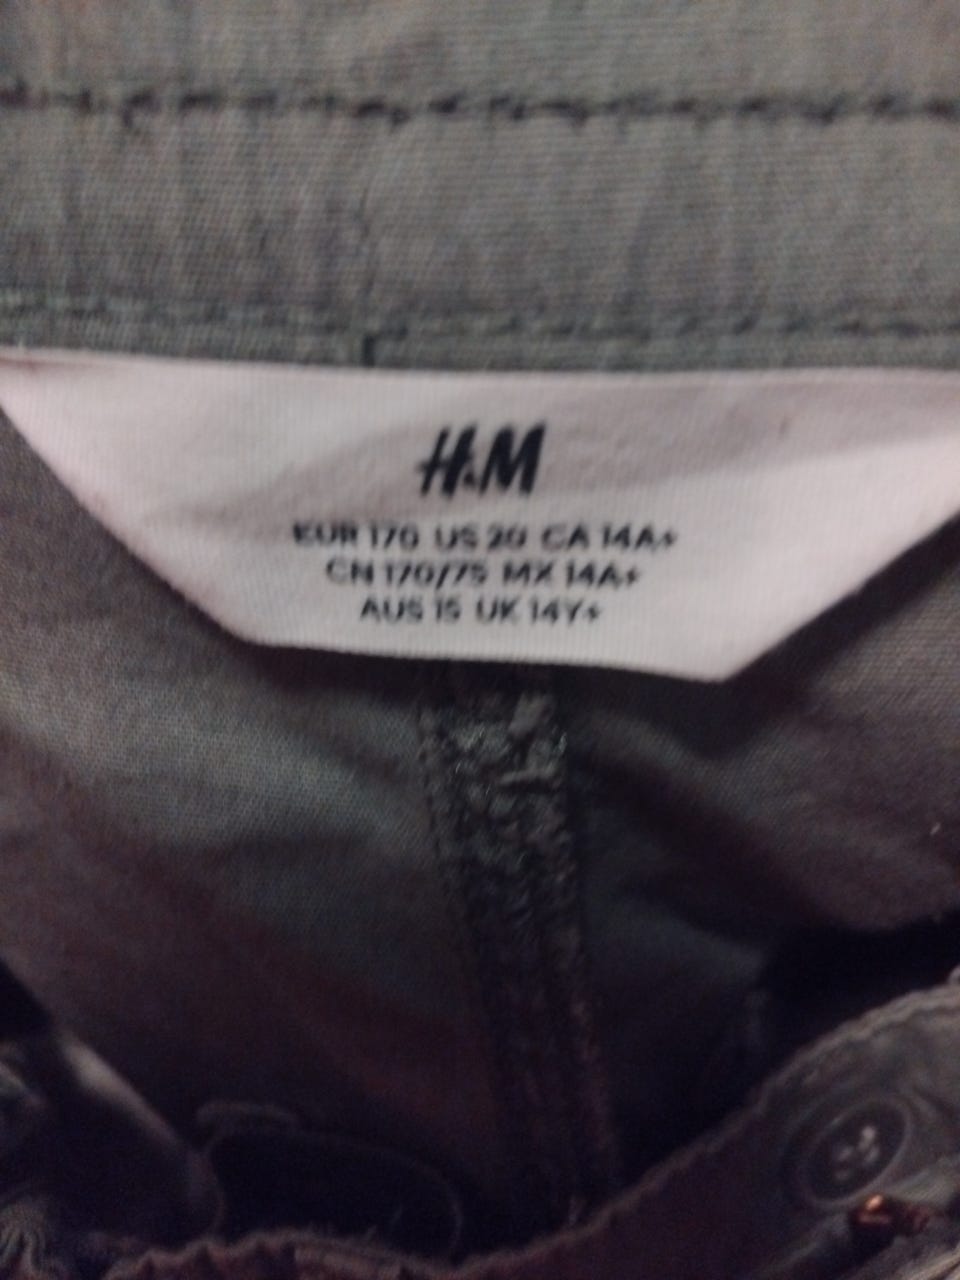 H&M
EUR 170 US 20 CA 14A+
CN 170/75 MX 14A+
AUS 15 UK 14Y+